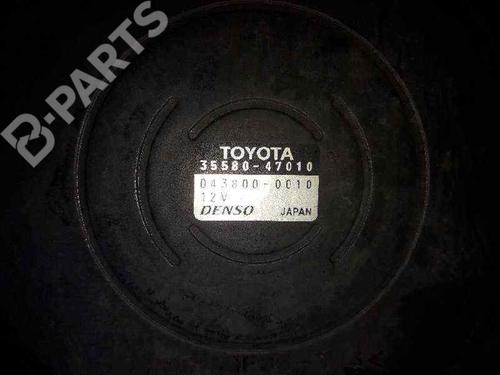 B-PARTS
TOYOTA
35580-47010
043800-0010
12V
DENSO JAPAN